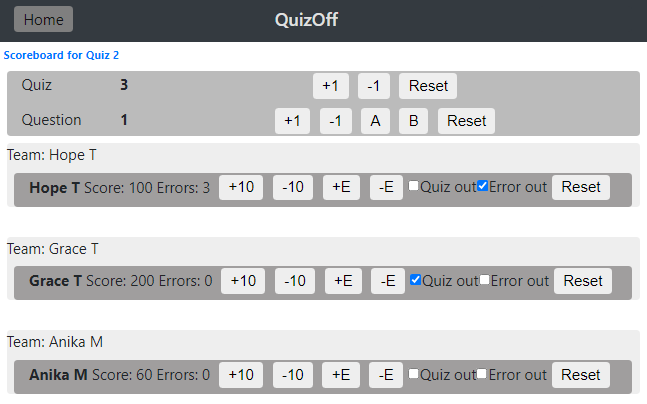 Home QuizOff
Scoreboard for Quiz 2
Quiz 3 +1 -1 Reset
Question 1 +1 -1 A B Reset
Team: Hope T
Hope T Score: 100 Errors: 3 +10 -10 +E -E Quiz out Error out Reset
Team: Grace T
Grace T Score: 200 Errors: 0 +10 -10 +E -E Quiz out Error out Reset
Team: Anika M
Anika M Score: 60 Errors: 0 +10 -10 +E -E Quiz out Error out Reset